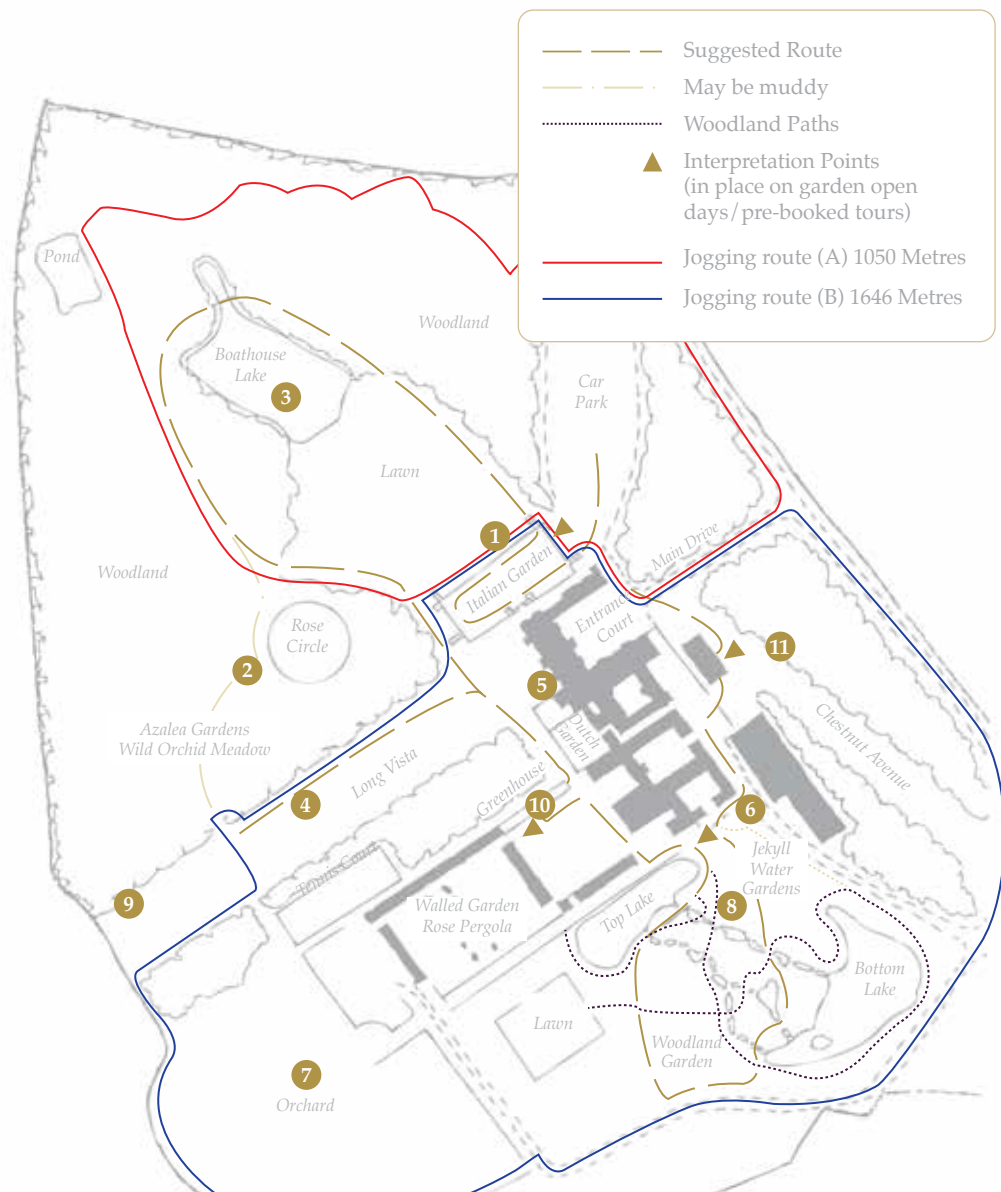 Suggested Route
May be muddy
Woodland Paths
Interpretation Points
(in place on garden open
days/pre-booked tours)
Jogging route (A) 1050 Metres
Jogging route (B) 1646 Metres
Pond
Woodland
Boathouse
Lake
3
Car
Park
Lawn
1
Italian Garden
Main Drive
Woodland
Entrance
Court
Rose
Circle
2
11
5
Azalea Gardens
Wild Orchid Meadow
Dutch
Garden
Chestnut Avenue
Long Vista
4
Greenhouse
10
6
Jekyll
Water
Gardens
Tennis Court
9
Walled Garden
Rose Pergola
Top Lake
8
Bottom
Lake
Lawn
Woodland
Garden
7
Orchard